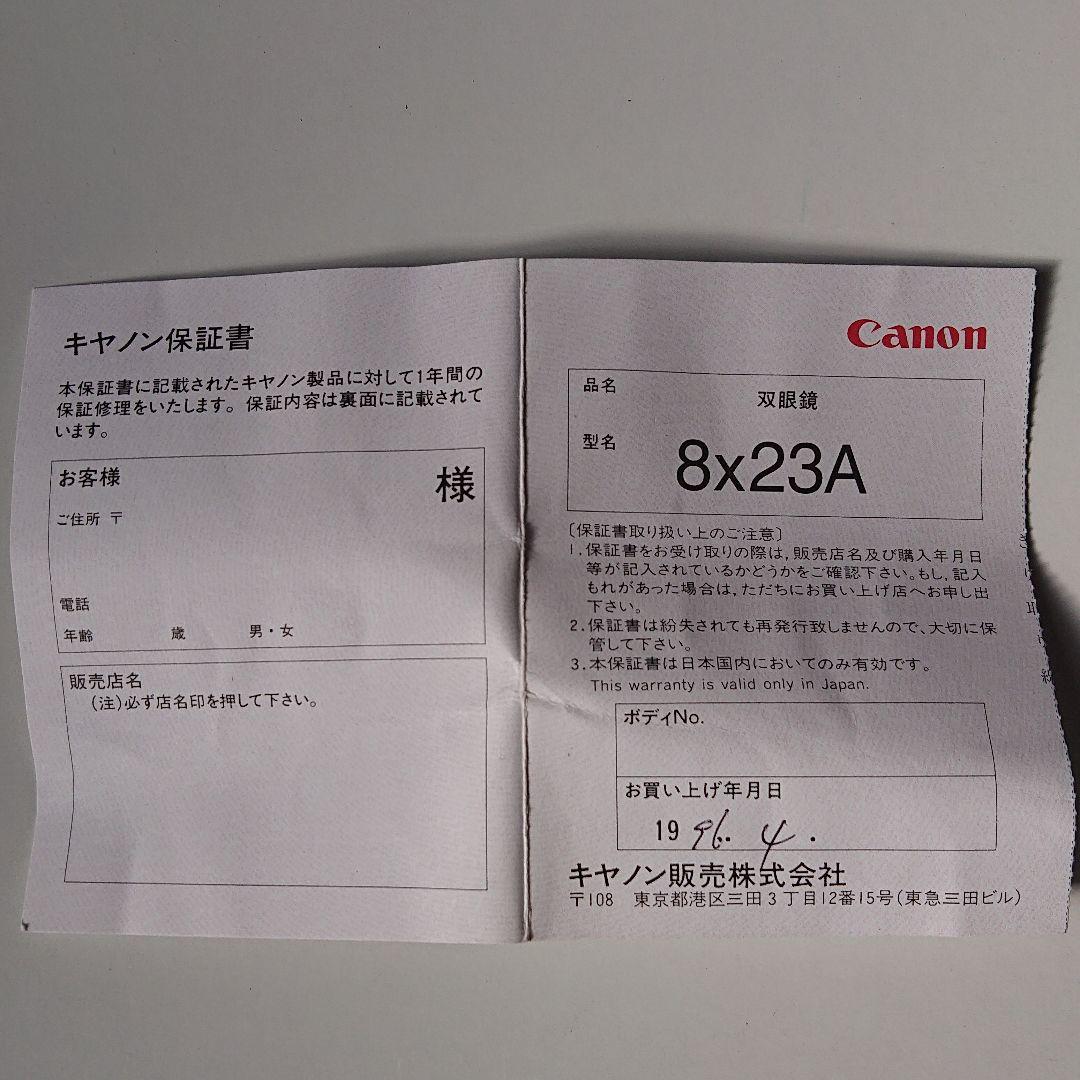 キヤノン保証書
本保証書に記載されたキヤノン製品に対して1年間の
保証修理をいたします。保証内容は裏面に記載されて
います。
お客様 様
ご住所 〒
電話
年齢 歳 男・女
販売店名
(注)必ず店名印を押して下さい。
Canon
品名 双眼鏡
型名 8x23A
〔保証書取り扱い上のご注意〕
1.保証書をお受け取りの際は,販売店名及び購入年月日
等が記入されているかどうかをご確認下さい。もし,記入
もれがあった場合は,ただちにお買い上げ店へお申し出
下さい。
2.保証書は紛失されても再発行致しませんので、大切に保
管して下さい。
3.本保証書は日本国内においてのみ有効です。
This warranty is valid only in Japan.
ボディNo.
お買い上げ年月日
19 96. 4 .
キヤノン販売株式会社
〒108 東京都港区三田3丁目12番15号(東急三田ビル)